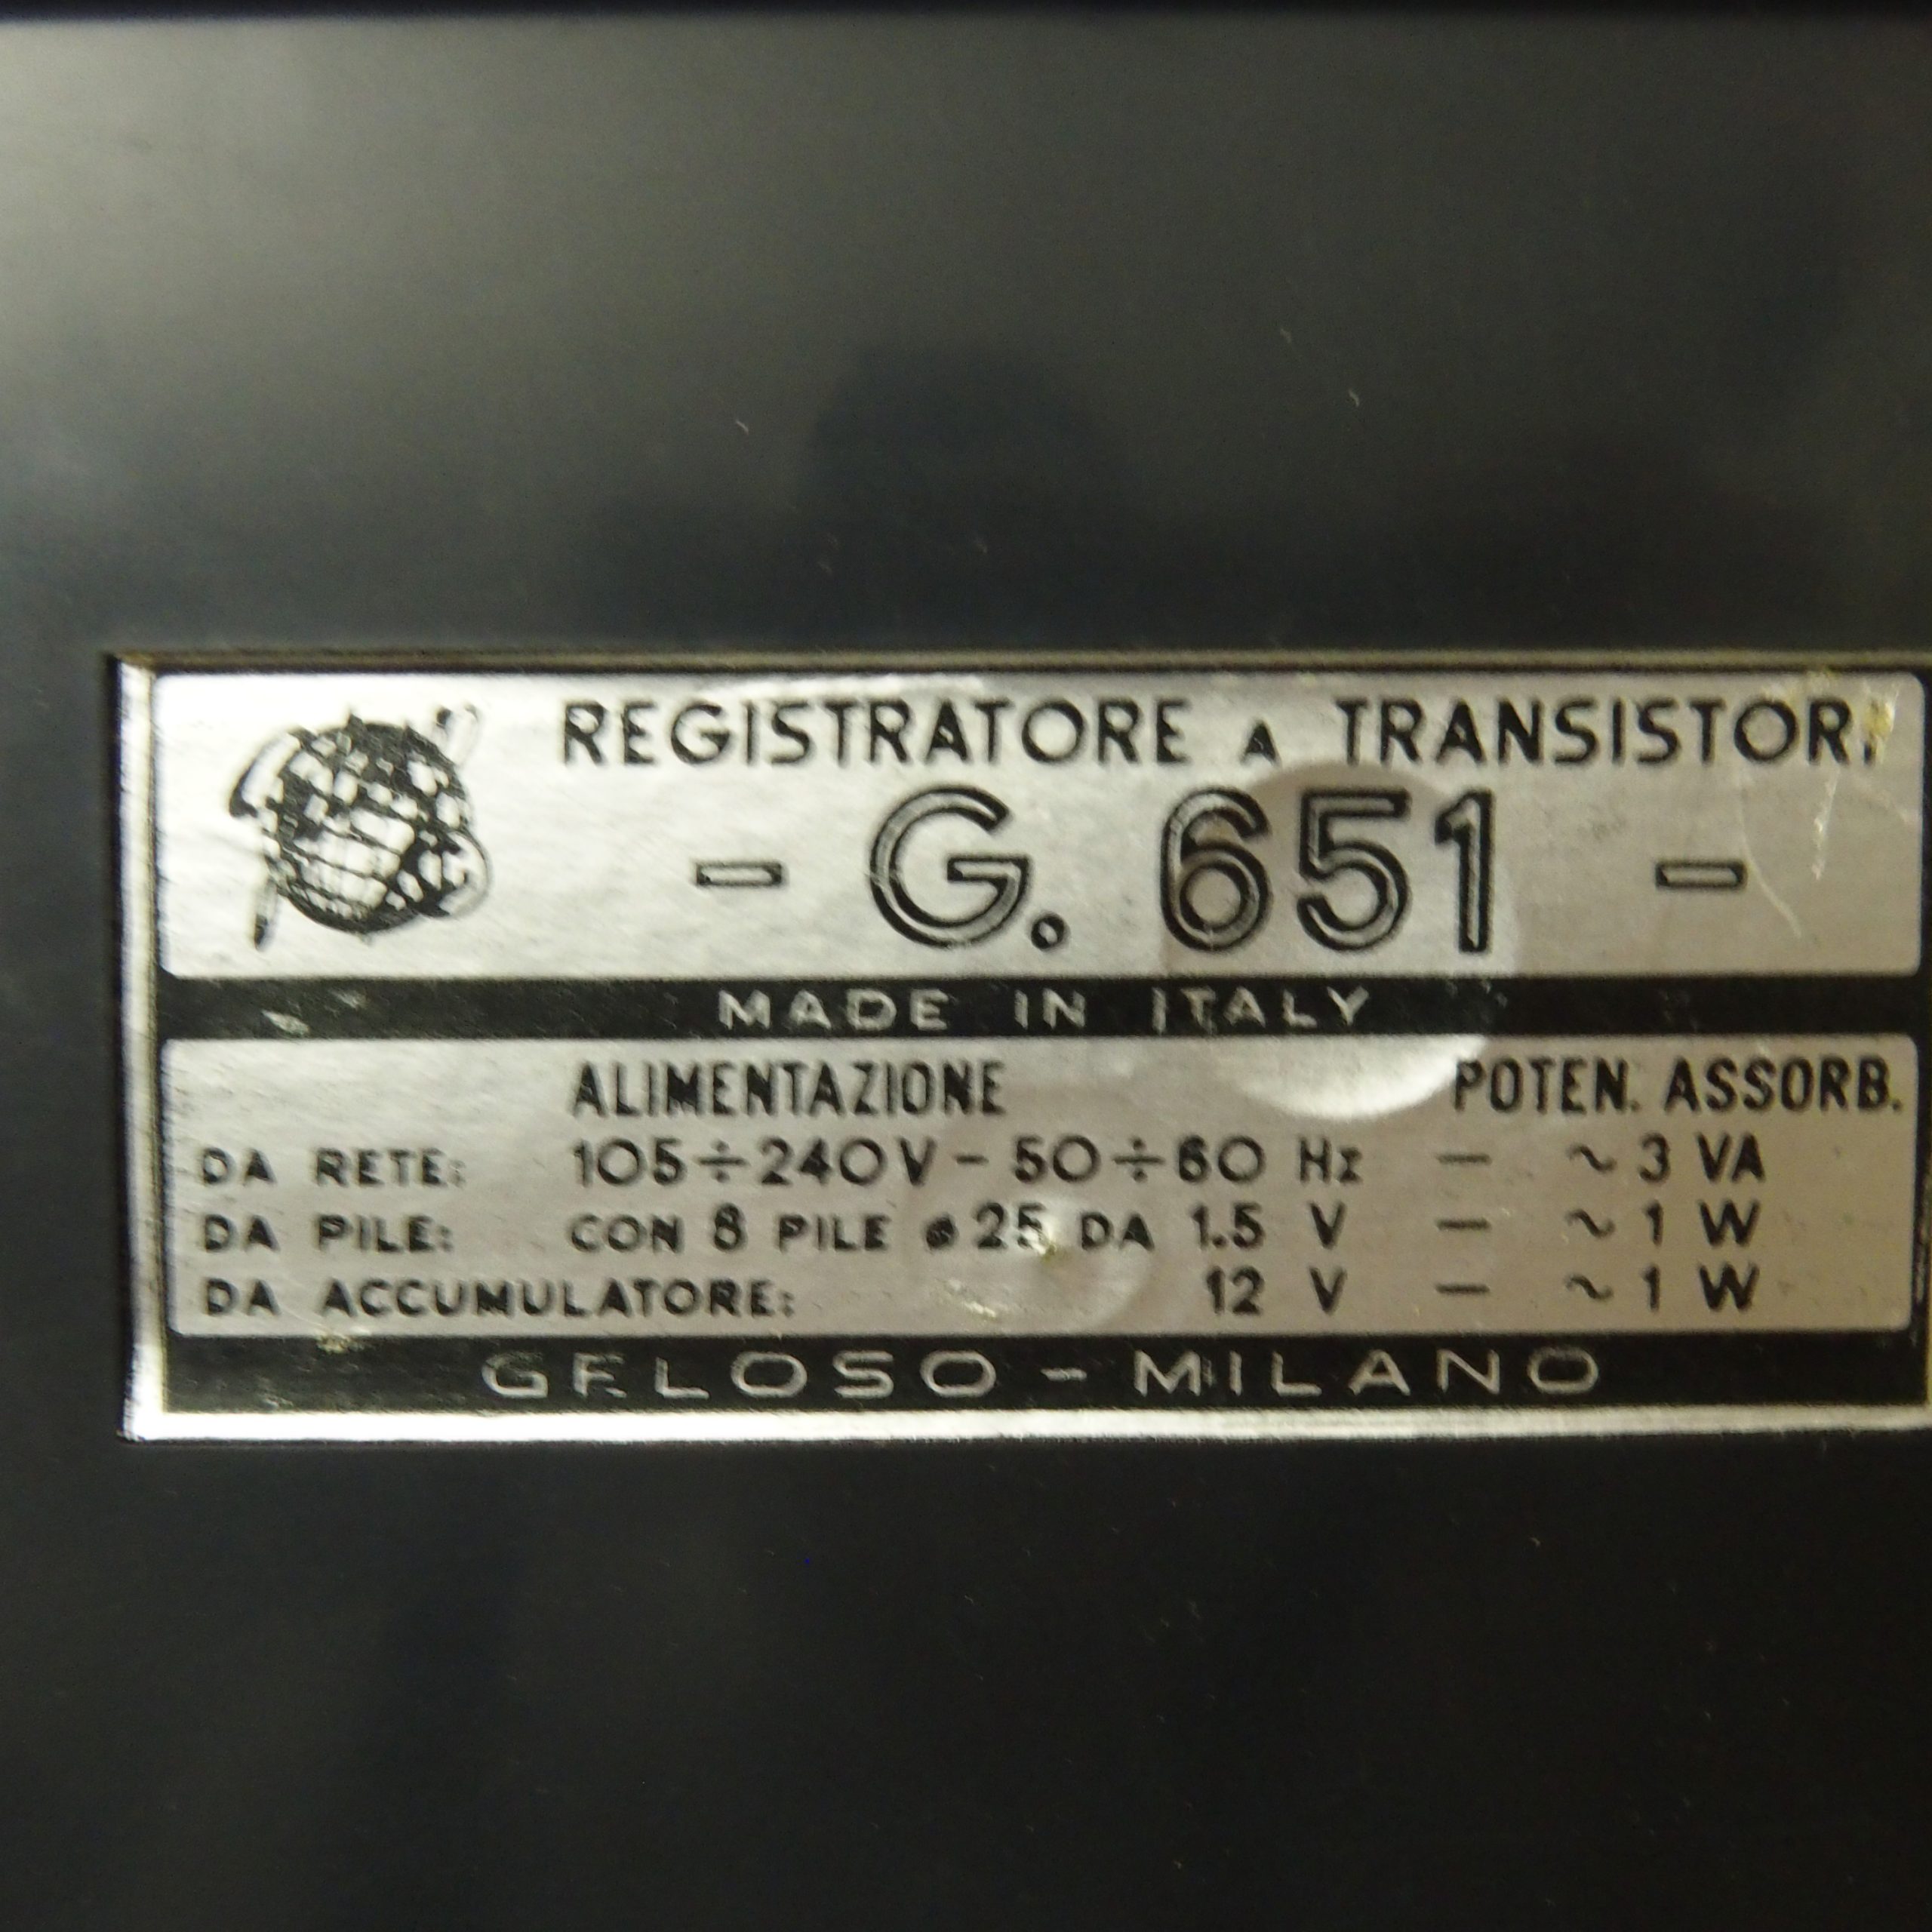 REGISTRATORE A TRANSISTORI
- G. 651 -
MADE IN ITALY
ALIMENTAZIONE POTEN. ASSORB.
DA RETE: 105÷240V - 50÷60 Hz — ~ 3 VA
DA PILE: CON 8 PILE ø 25 DA 1.5 V — ~ 1 W
DA ACCUMULATORE: 12 V — ~ 1 W
GELOSO - MILANO